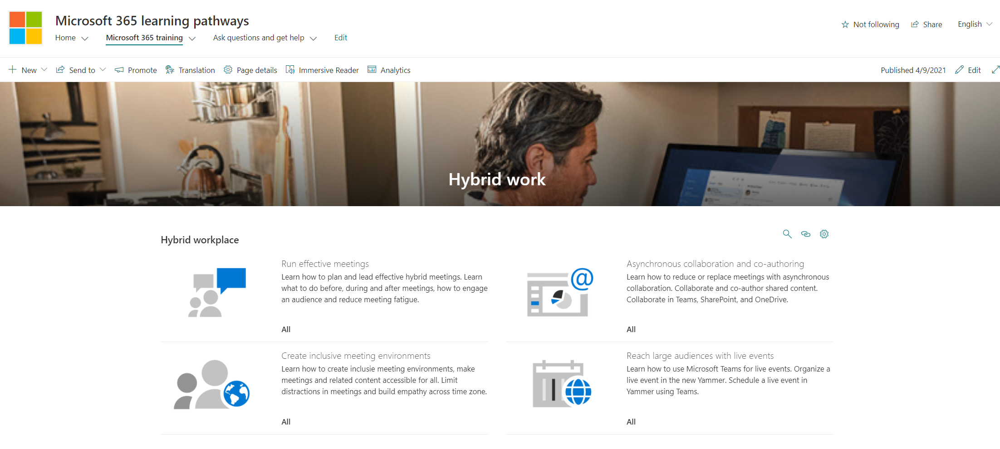 Microsoft 365 learning pathways
Home
Microsoft 365 training
Ask questions and get help
Edit
Not following
Share
English
New
Send to
Promote
Translation
Page details
Immersive Reader
Analytics
Published 4/9/2021
Edit
Hybrid work
Hybrid workplace
Run effective meetings
Learn how to plan and lead effective hybrid meetings. Learn
what to do before, during and after meetings, how to engage
an audience and reduce meeting fatigue.
All
Asynchronous collaboration and co-authoring
Learn how to reduce or replace meetings with asynchronous
collaboration. Collaborate and co-author shared content.
Collaborate in Teams, SharePoint, and OneDrive.
All
Create inclusive meeting environments
Learn how to create inclusie meeting environments, make
meetings and related content accessible for all. Limit
distractions in meetings and build empathy across time zone.
All
Reach large audiences with live events
Learn how to use Microsoft Teams for live events. Organize a
live event in the new Yammer. Schedule a live event in
Yammer using Teams.
All